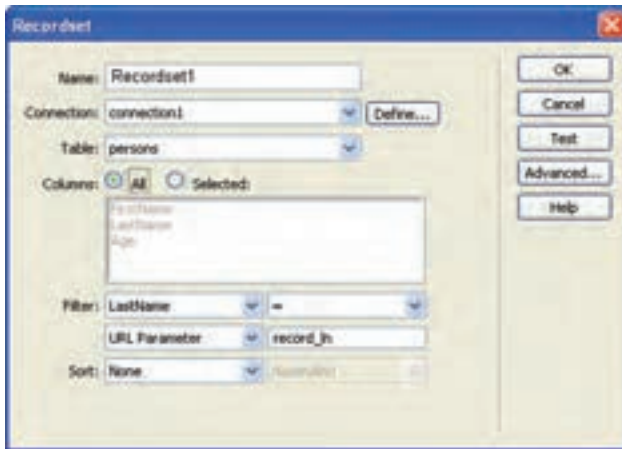 Recordset
Name: Recordset1
Connection: connection1 Define...
Table: persons
Columns: All Selected:
FirstName
LastName
Age
Filter: LastName =
URL Parameter record_ln
Sort: None Ascending
OK
Cancel
Test
Advanced...
Help